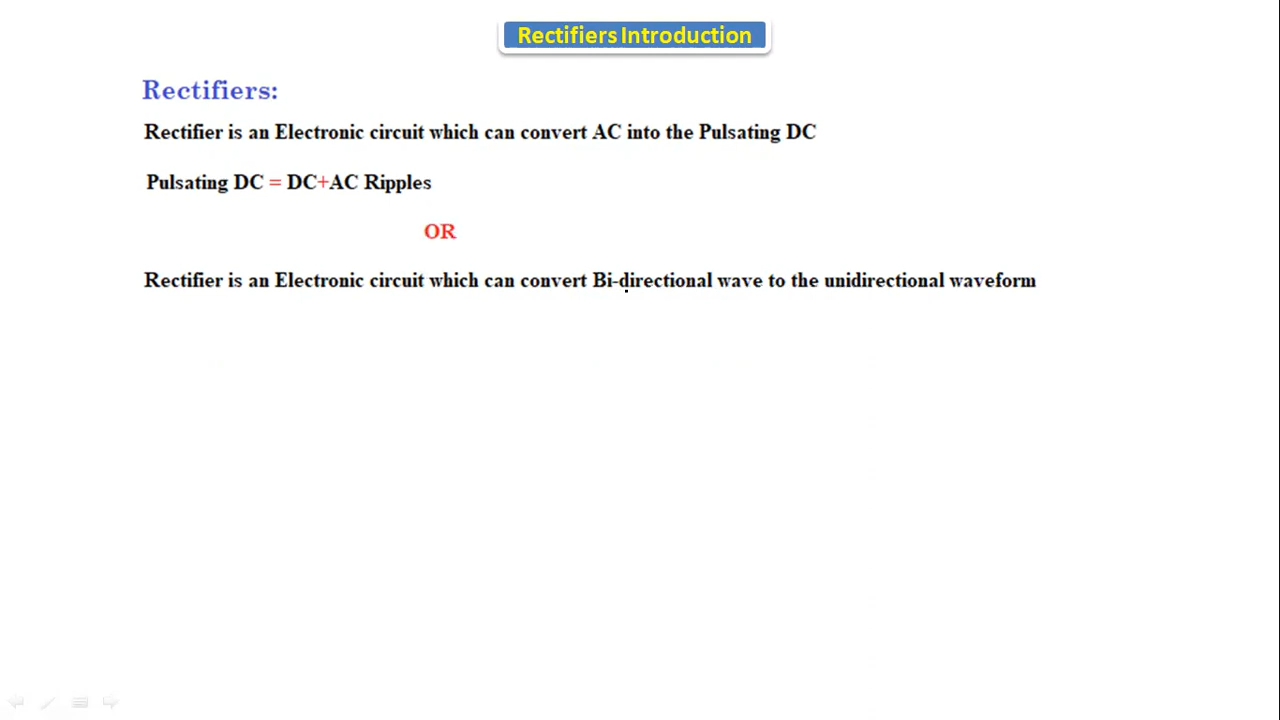 Rectifiers Introduction
Rectifiers:
Rectifier is an Electronic circuit which can convert AC into the Pulsating DC
Pulsating DC = DC+AC Ripples
OR
Rectifier is an Electronic circuit which can convert Bi-directional wave to the unidirectional waveform